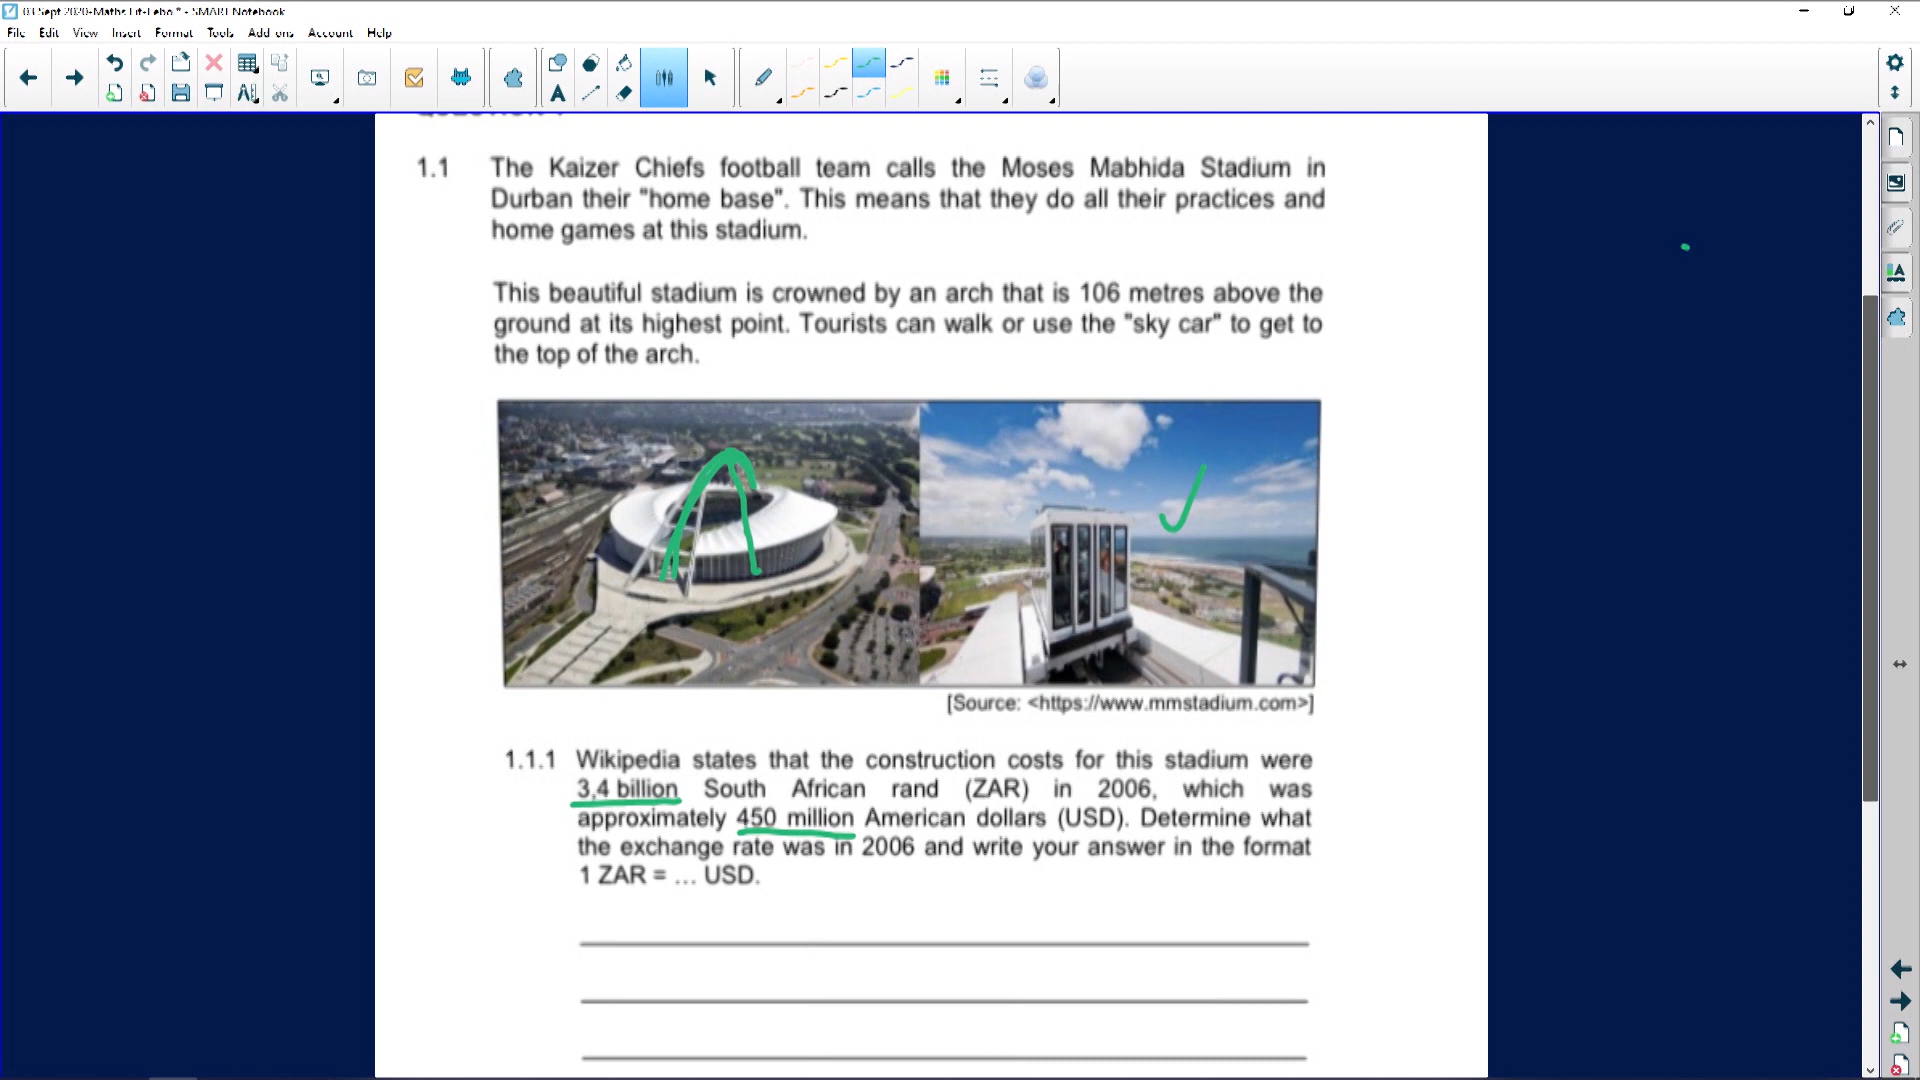 SMART Notebook
File Edit View Insert Format Tools Add-ons Account Help
1.1 The Kaizer Chiefs football team calls the Moses Mabhida Stadium in
Durban their "home base". This means that they do all their practices and
home games at this stadium.
This beautiful stadium is crowned by an arch that is 106 metres above the
ground at its highest point. Tourists can walk or use the "sky car" to get to
the top of the arch.
[Source: <https://www.mmstadium.com>]
1.1.1 Wikipedia states that the construction costs for this stadium were
3,4 billion South African rand (ZAR) in 2006, which was
approximately 450 million American dollars (USD). Determine what
the exchange rate was in 2006 and write your answer in the format
1 ZAR = ... USD.